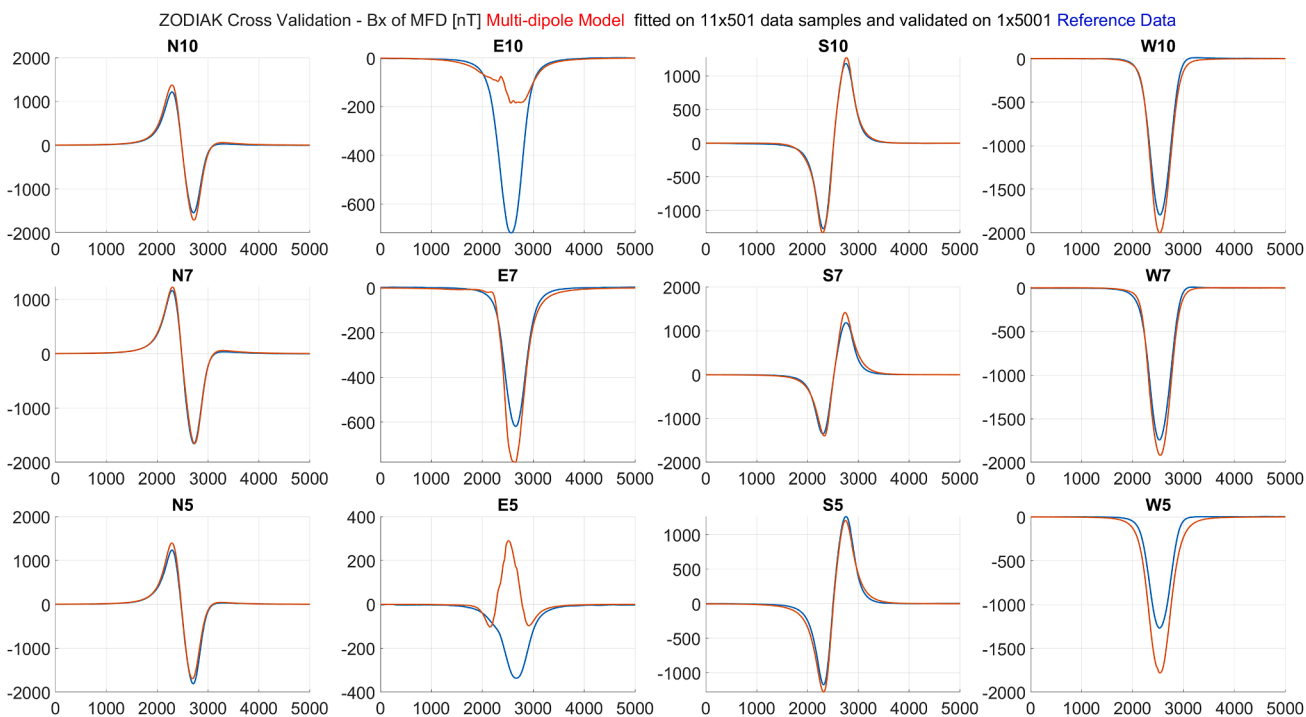 ZODIAK Cross Validation - Bx of MFD [nT] Multi-dipole Model fitted on 11x501 data samples and validated on 1x5001 Reference Data
N10 E10 S10 W10
2000 1000 0 -1000 -2000
0 1000 2000 3000 4000 5000
0 -200 -400 -600
0 1000 2000 3000 4000 5000
1000 500 0 -500 -1000
0 1000 2000 3000 4000 5000
0 -500 -1000 -1500 -2000
0 1000 2000 3000 4000 5000
N7 E7 S7 W7
1000 0 -1000 -2000
0 1000 2000 3000 4000 5000
0 -200 -400 -600
0 1000 2000 3000 4000 5000
2000 1000 0 -1000 -2000
0 1000 2000 3000 4000 5000
0 -500 -1000 -1500 -2000
0 1000 2000 3000 4000 5000
N5 E5 S5 W5
2000 1000 0 -1000 -2000
0 1000 2000 3000 4000 5000
400 200 0 -200 -400
0 1000 2000 3000 4000 5000
1000 500 0 -500 -1000
0 1000 2000 3000 4000 5000
0 -500 -1000 -1500 -2000
0 1000 2000 3000 4000 5000